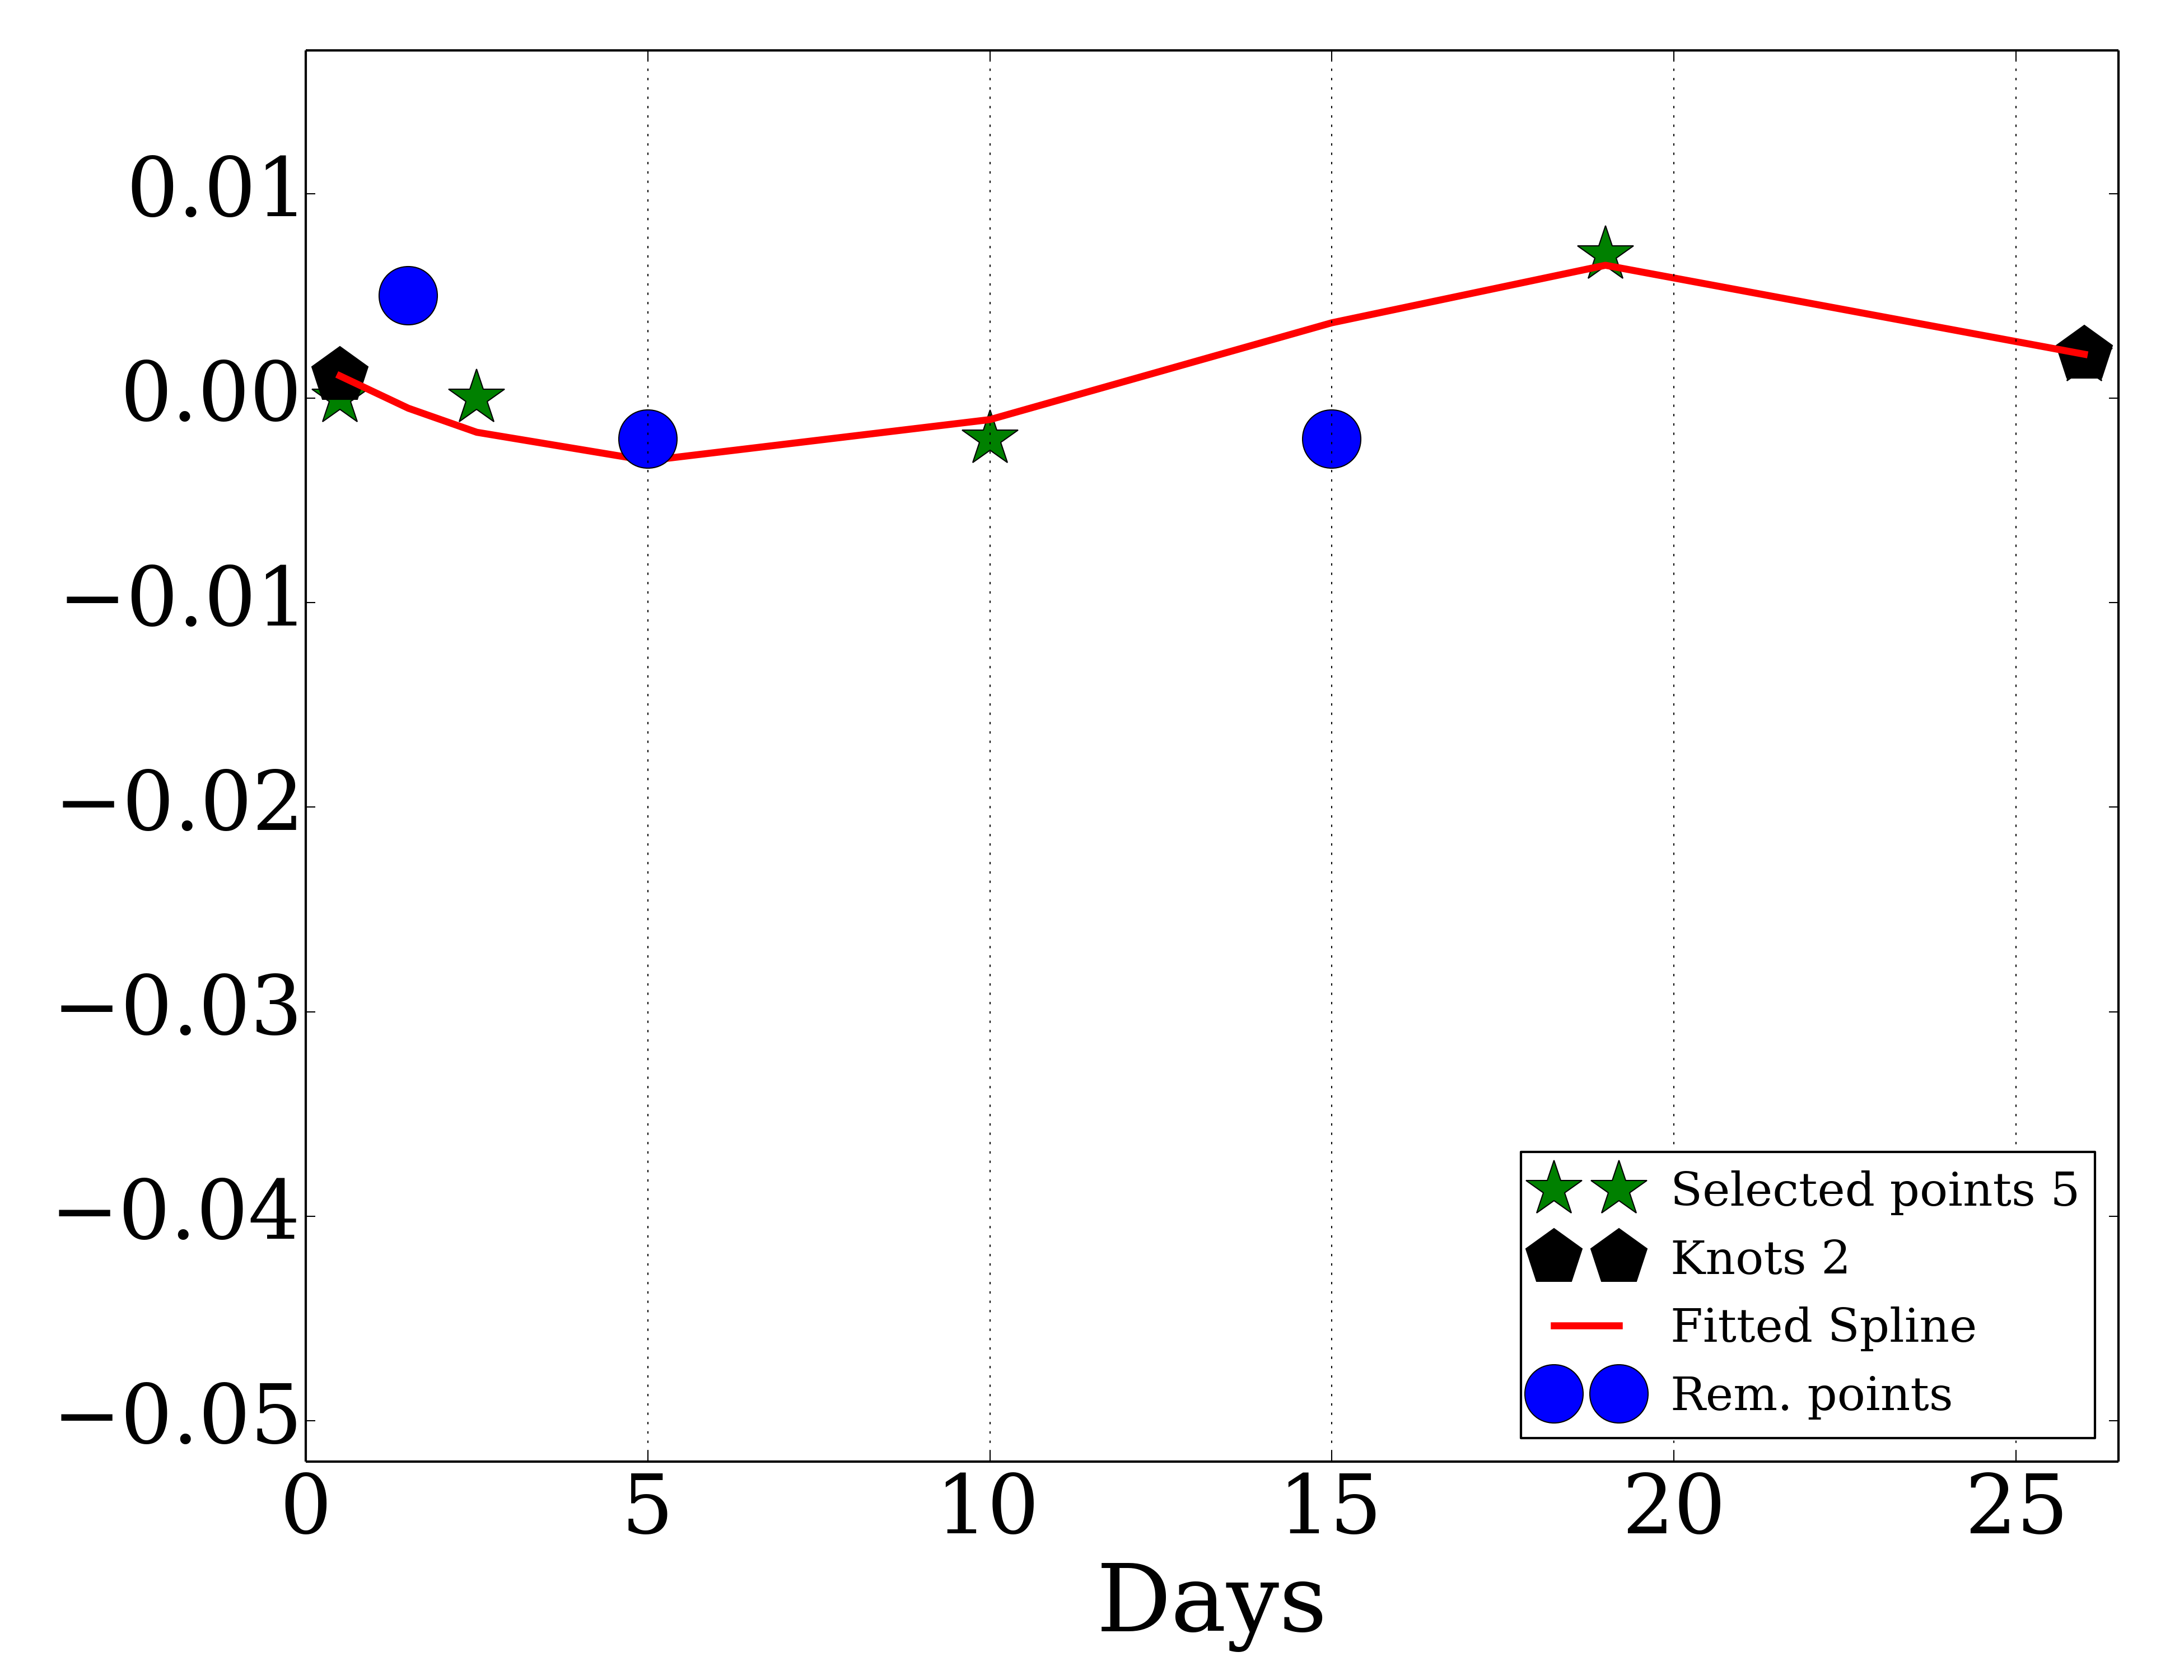 0.01
0.00
−0.01
−0.02
−0.03
−0.04
−0.05
Selected points 5
Knots 2
Fitted Spline
Rem. points
0 5 10 15 20 25
Days